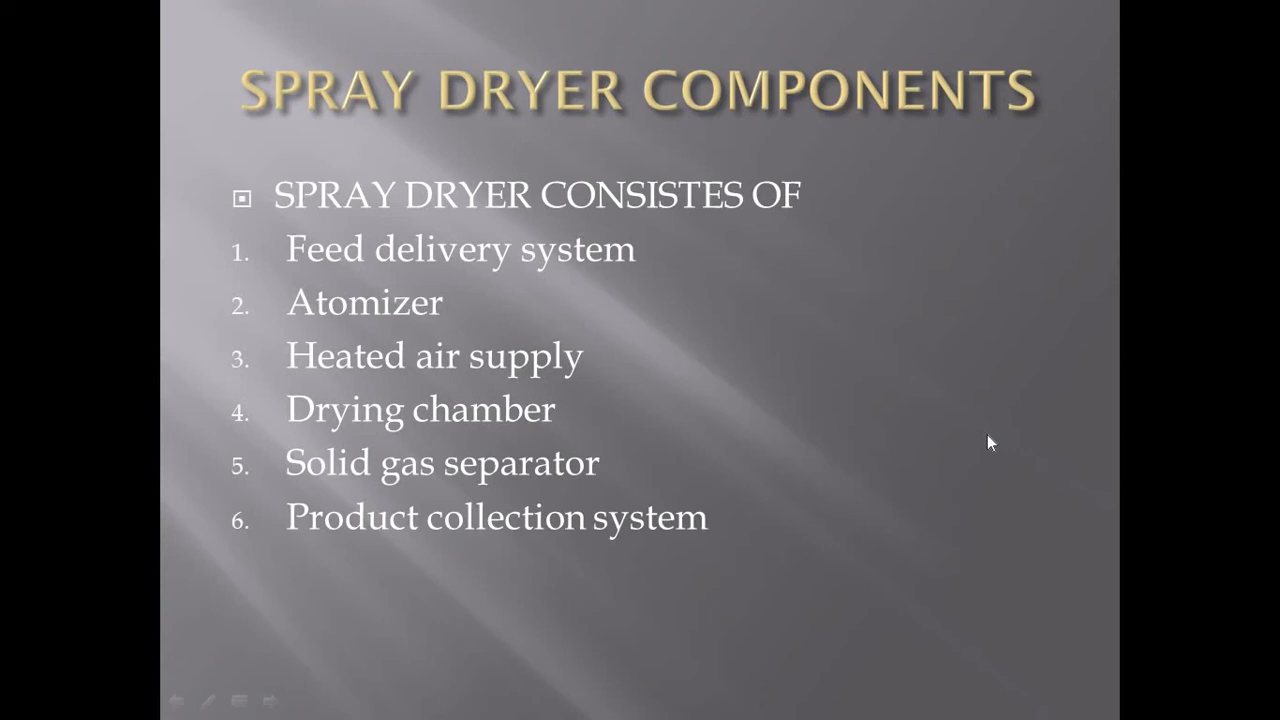 SPRAY DRYER COMPONENTS
SPRAY DRYER CONSISTES OF
1. Feed delivery system
2. Atomizer
3. Heated air supply
4. Drying chamber
5. Solid gas separator
6. Product collection system